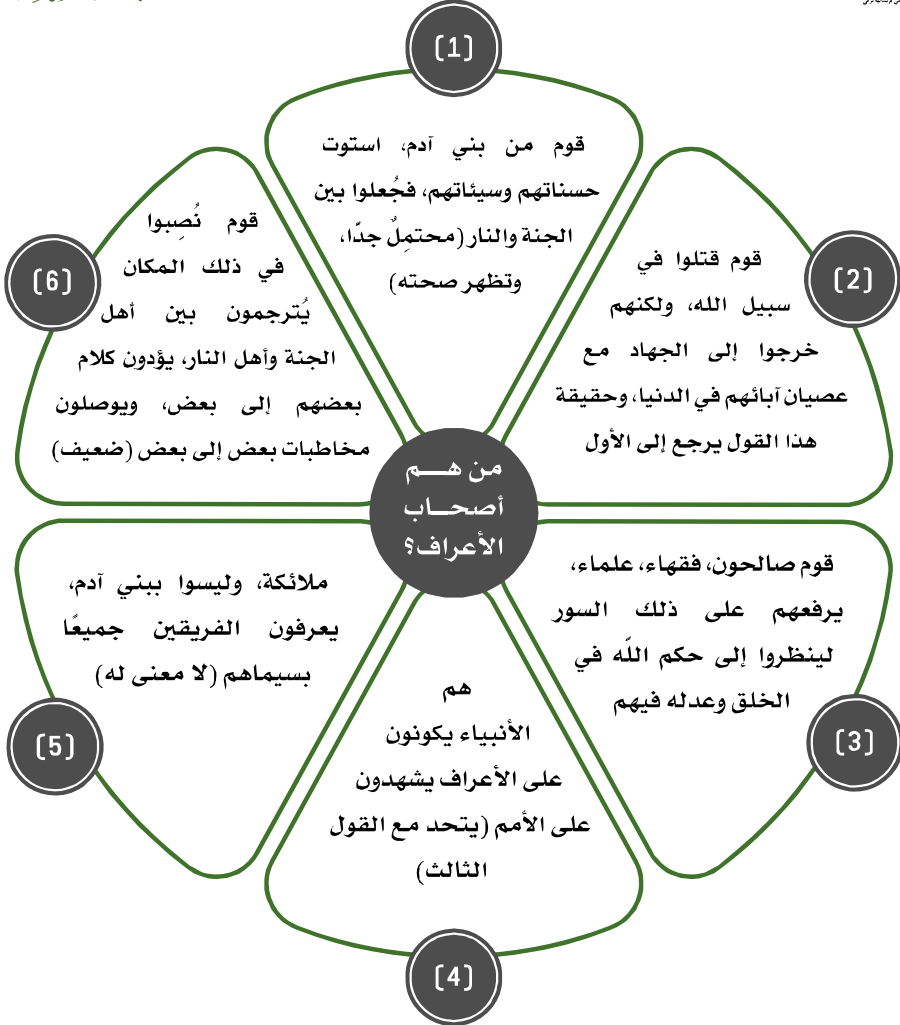 (1)
قوم من بني آدم، استوت
حسناتهم وسيئاتهم، فجُعلوا بين
الجنة والنار (محتمِلٌ جدًا،
وتظهر صحته)
(2)
قوم قتلوا في
سبيل الله، ولكنهم
خرجوا إلى الجهاد مع
عصيان آبائهم في الدنيا، وحقيقة
هذا القول يرجع إلى الأول
(3)
قوم صالحون، فقهاء، علماء،
يرفعهم على ذلك السور
لينظروا إلى حكم اللّه في
الخلق وعدله فيهم
(4)
هم
الأنبياء يكونون
على الأعراف يشهدون
على الأمم (يتحد مع القول
الثالث)
(5)
ملائكة، وليسوا ببني آدم،
يعرفون الفريقين جميعًا
بسيماهم (لا معنى له)
(6)
قوم نُصِبوا
في ذلك المكان
يُترجمون بين أهل
الجنة وأهل النار، يؤدون كلام
بعضهم إلى بعض، ويوصلون
مخاطبات بعض إلى بعض (ضعيف)
من هــم
أصحــاب
الأعراف؟